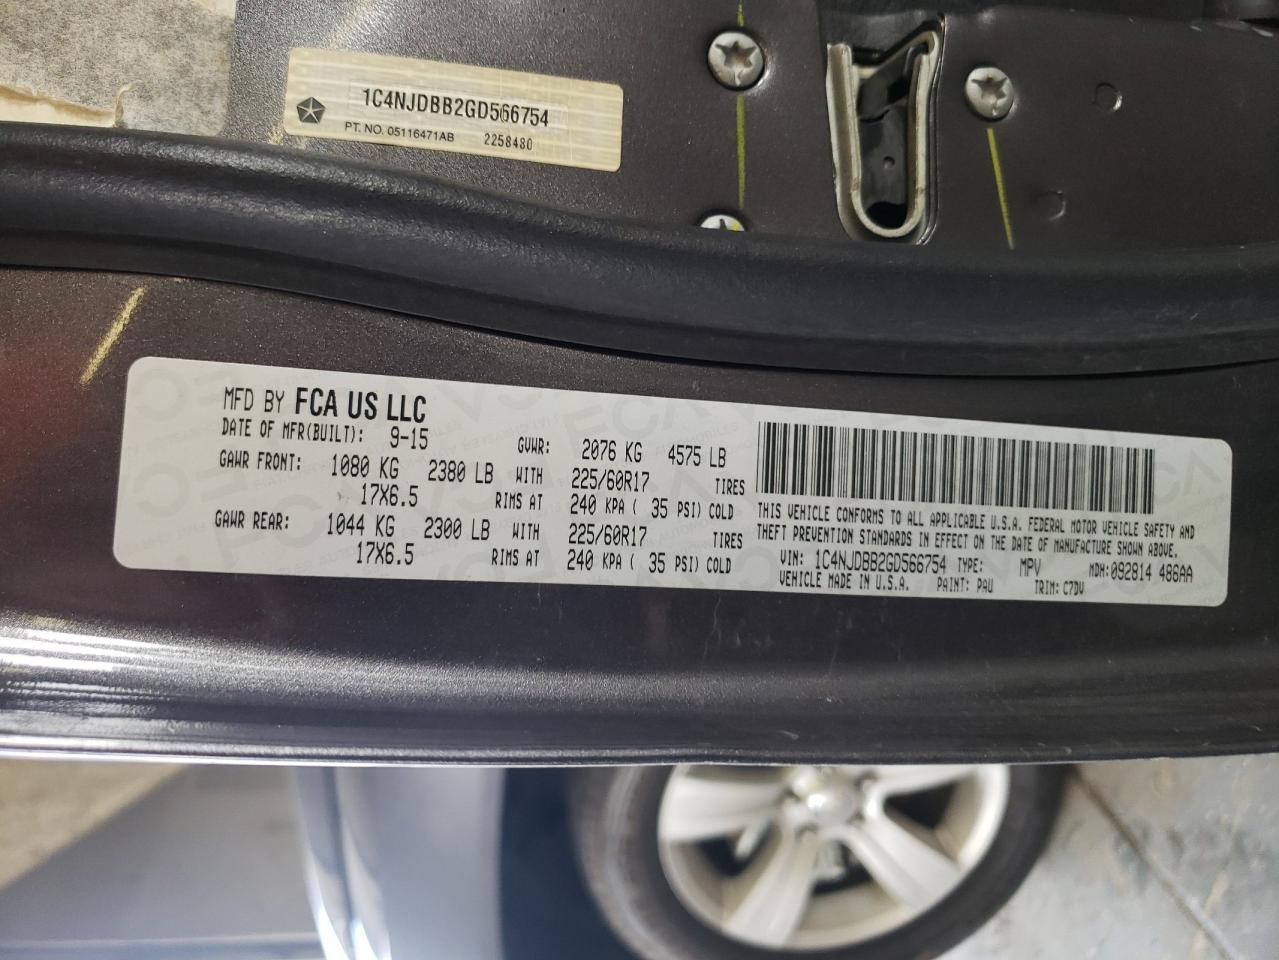 1C4NJDBB2GD566754
PT. NO. 05116471AB 2258480
MFD BY FCA US LLC
DATE OF MFR(BUILT): 9-15 GVWR: 2076 KG 4575 LB
GAWR FRONT: 1080 KG 2380 LB WITH 225/60R17 TIRES
17X6.5 RIMS AT 240 KPA ( 35 PSI) COLD
GAWR REAR: 1044 KG 2300 LB WITH 225/60R17 TIRES
17X6.5 RIMS AT 240 KPA ( 35 PSI) COLD
THIS VEHICLE CONFORMS TO ALL APPLICABLE U.S.A. FEDERAL MOTOR VEHICLE SAFETY AND
THEFT PREVENTION STANDARDS IN EFFECT ON THE DATE OF MANUFACTURE SHOWN ABOVE.
VIN: 1C4NJDBB2GD566754 TYPE: MPV MDH:092814 486AA
VEHICLE MADE IN U.S.A. PAINT: PAU TRIM: C7DV